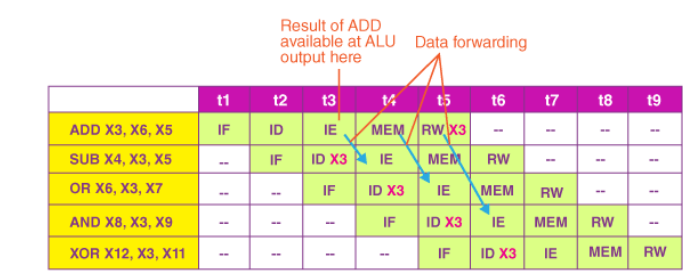 Result of ADD
available at ALU
output here
Data forwarding
t1 t2 t3 t4 t5 t6 t7 t8 t9
ADD X3, X6, X5 IF ID IE MEM RW X3 -- -- -- --
SUB X4, X3, X5 -- IF ID X3 IE MEM RW -- -- --
OR X6, X3, X7 -- -- IF ID X3 IE MEM RW -- --
AND X8, X3, X9 -- -- -- IF ID X3 IE MEM RW --
XOR X12, X3, X11 -- -- -- -- IF ID X3 IE MEM RW